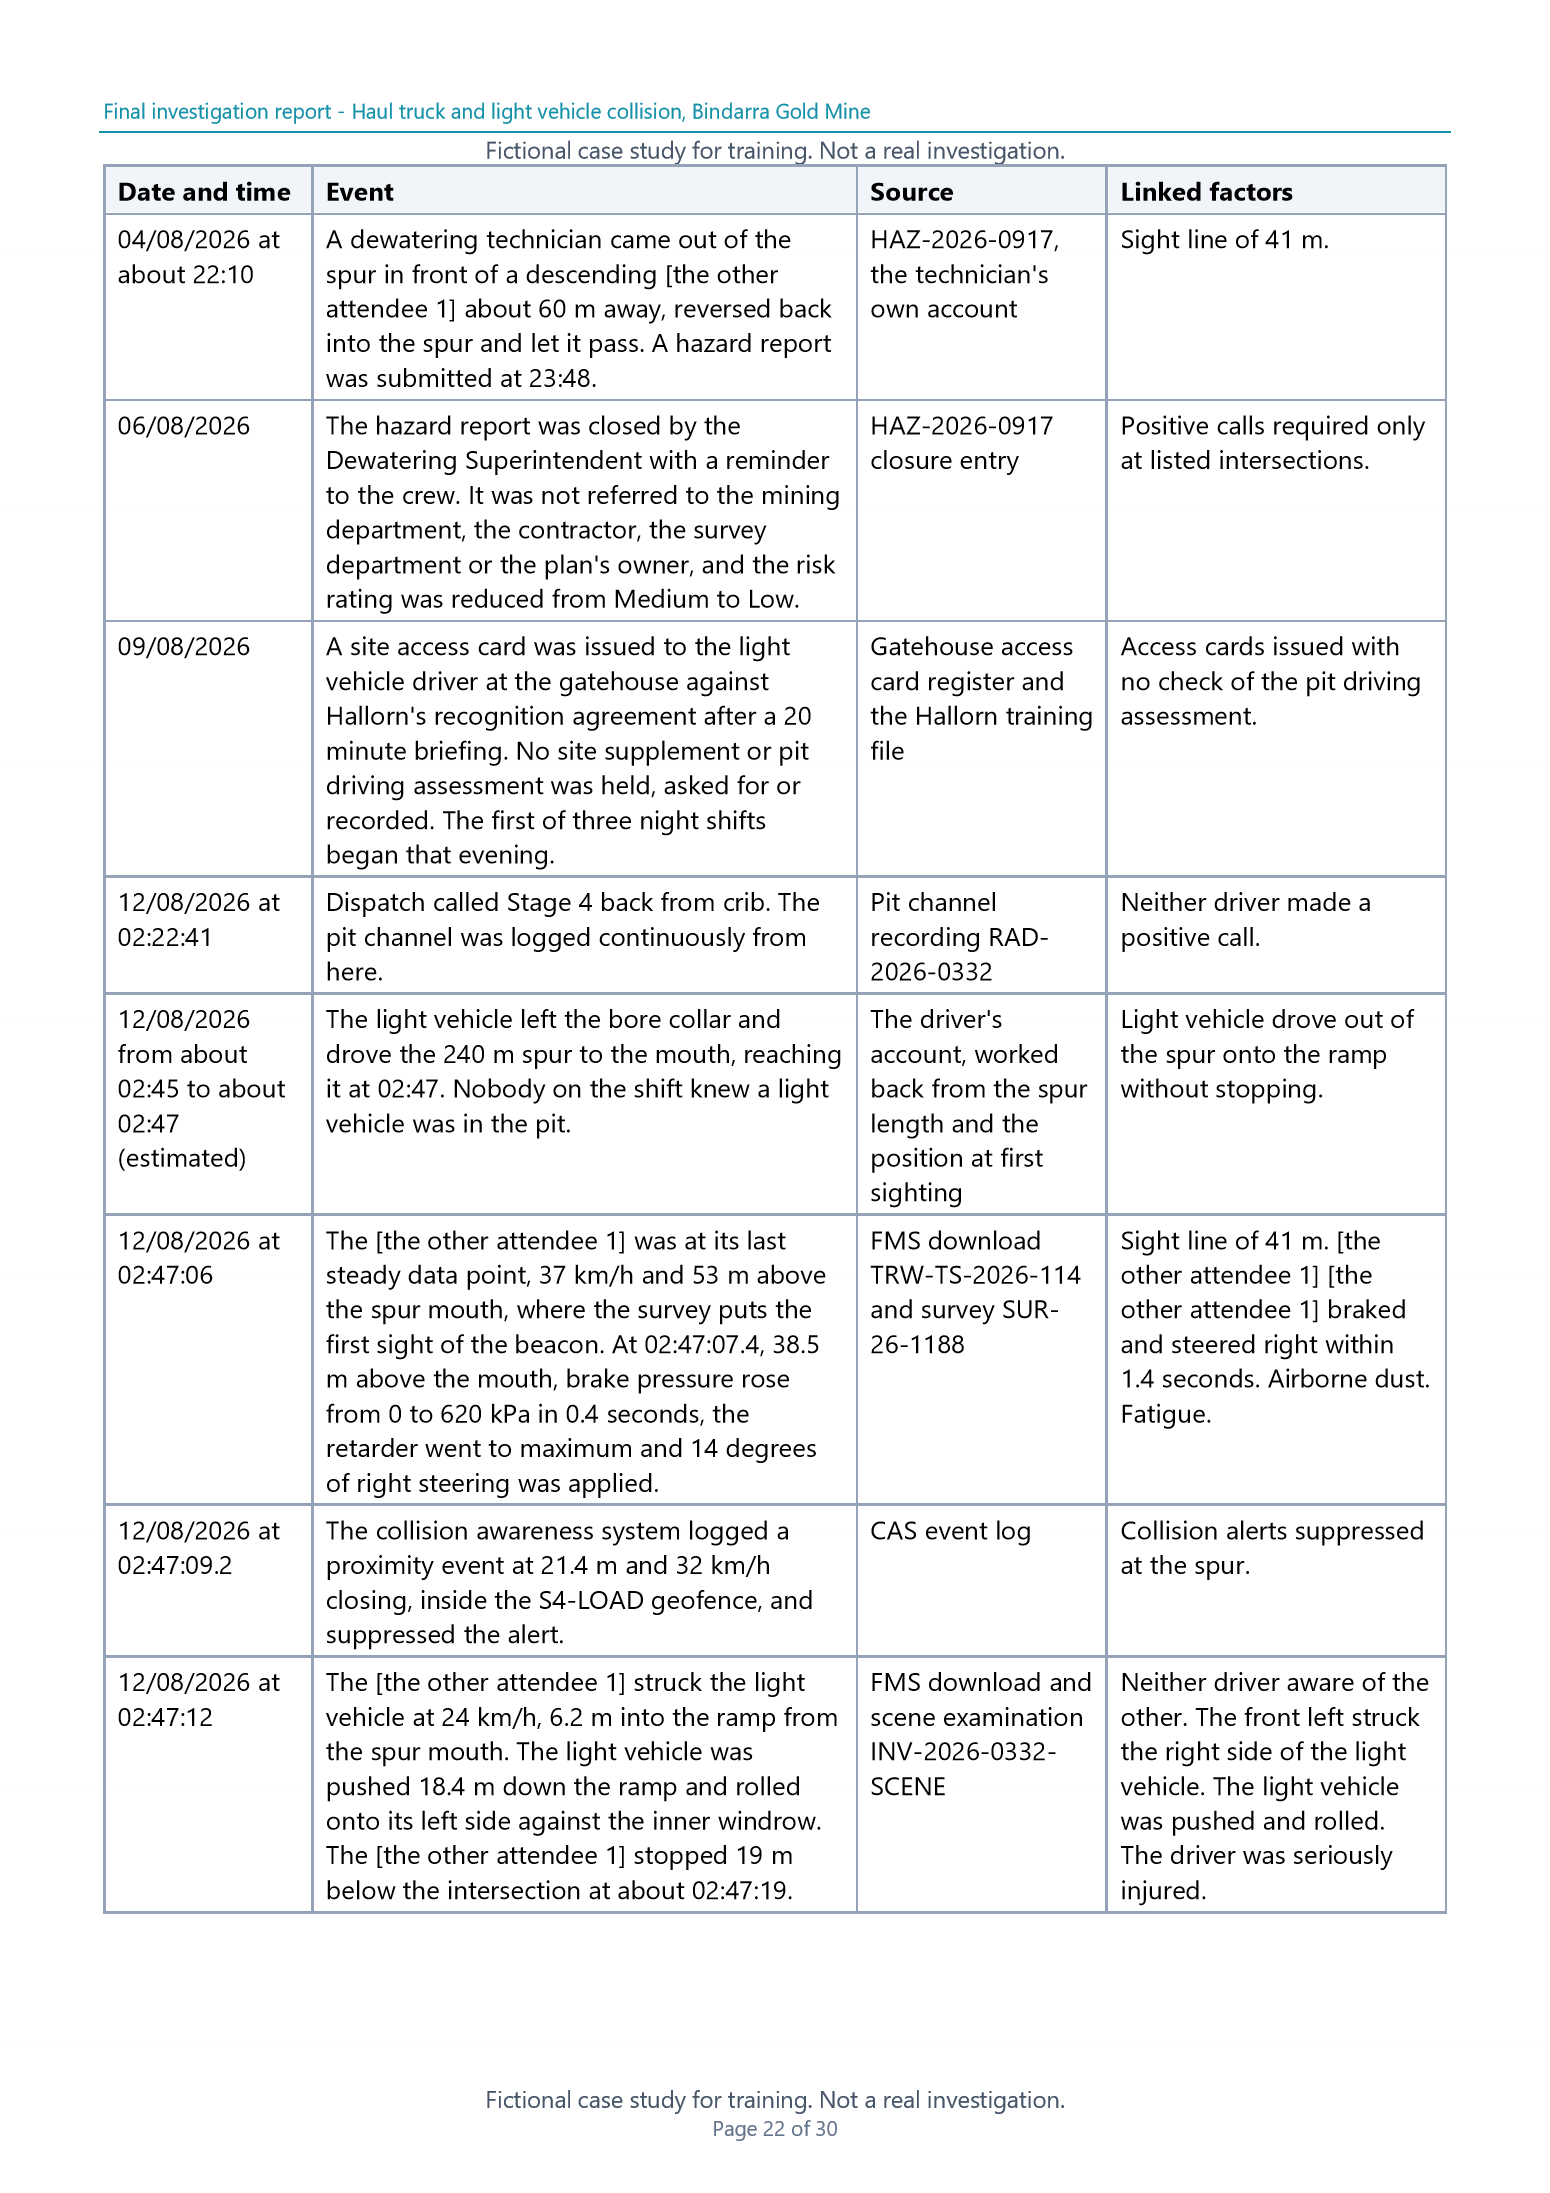 Final investigation report - Haul truck and light vehicle collision, Bindarra Gold Mine
Fictional case study for training. Not a real investigation.
Date and time
Event
Source
Linked factors
04/08/2026 at
about 22:10
A dewatering technician came out of the
spur in front of a descending [the other
attendee 1] about 60 m away, reversed back
into the spur and let it pass. A hazard report
was submitted at 23:48.
HAZ-2026-0917,
the technician's
own account
Sight line of 41 m.
06/08/2026
The hazard report was closed by the
Dewatering Superintendent with a reminder
to the crew. It was not referred to the mining
department, the contractor, the survey
department or the plan's owner, and the risk
rating was reduced from Medium to Low.
HAZ-2026-0917
closure entry
Positive calls required only
at listed intersections.
09/08/2026
A site access card was issued to the light
vehicle driver at the gatehouse against
Hallorn's recognition agreement after a 20
minute briefing. No site supplement or pit
driving assessment was held, asked for or
recorded. The first of three night shifts
began that evening.
Gatehouse access
card register and
the Hallorn training
file
Access cards issued with
no check of the pit driving
assessment.
12/08/2026 at
02:22:41
Dispatch called Stage 4 back from crib. The
pit channel was logged continuously from
here.
Pit channel
recording RAD-
2026-0332
Neither driver made a
positive call.
12/08/2026
from about
02:45 to about
02:47
(estimated)
The light vehicle left the bore collar and
drove the 240 m spur to the mouth, reaching
it at 02:47. Nobody on the shift knew a light
vehicle was in the pit.
The driver's
account, worked
back from the spur
length and the
position at first
sighting
Light vehicle drove out of
the spur onto the ramp
without stopping.
12/08/2026 at
02:47:06
The [the other attendee 1] was at its last
steady data point, 37 km/h and 53 m above
the spur mouth, where the survey puts the
first sight of the beacon. At 02:47:07.4, 38.5
m above the mouth, brake pressure rose
from 0 to 620 kPa in 0.4 seconds, the
retarder went to maximum and 14 degrees
of right steering was applied.
FMS download
TRW-TS-2026-114
and survey SUR-
26-1188
Sight line of 41 m. [the
other attendee 1] [the
other attendee 1] braked
and steered right within
1.4 seconds. Airborne dust.
Fatigue.
12/08/2026 at
02:47:09.2
The collision awareness system logged a
proximity event at 21.4 m and 32 km/h
closing, inside the S4-LOAD geofence, and
suppressed the alert.
CAS event log
Collision alerts suppressed
at the spur.
12/08/2026 at
02:47:12
The [the other attendee 1] struck the light
vehicle at 24 km/h, 6.2 m into the ramp from
the spur mouth. The light vehicle was
pushed 18.4 m down the ramp and rolled
onto its left side against the inner windrow.
The [the other attendee 1] stopped 19 m
below the intersection at about 02:47:19.
FMS download and
scene examination
INV-2026-0332-
SCENE
Neither driver aware of the
other. The front left struck
the right side of the light
vehicle. The light vehicle
was pushed and rolled.
The driver was seriously
injured.
Fictional case study for training. Not a real investigation.
Page 22 of 30